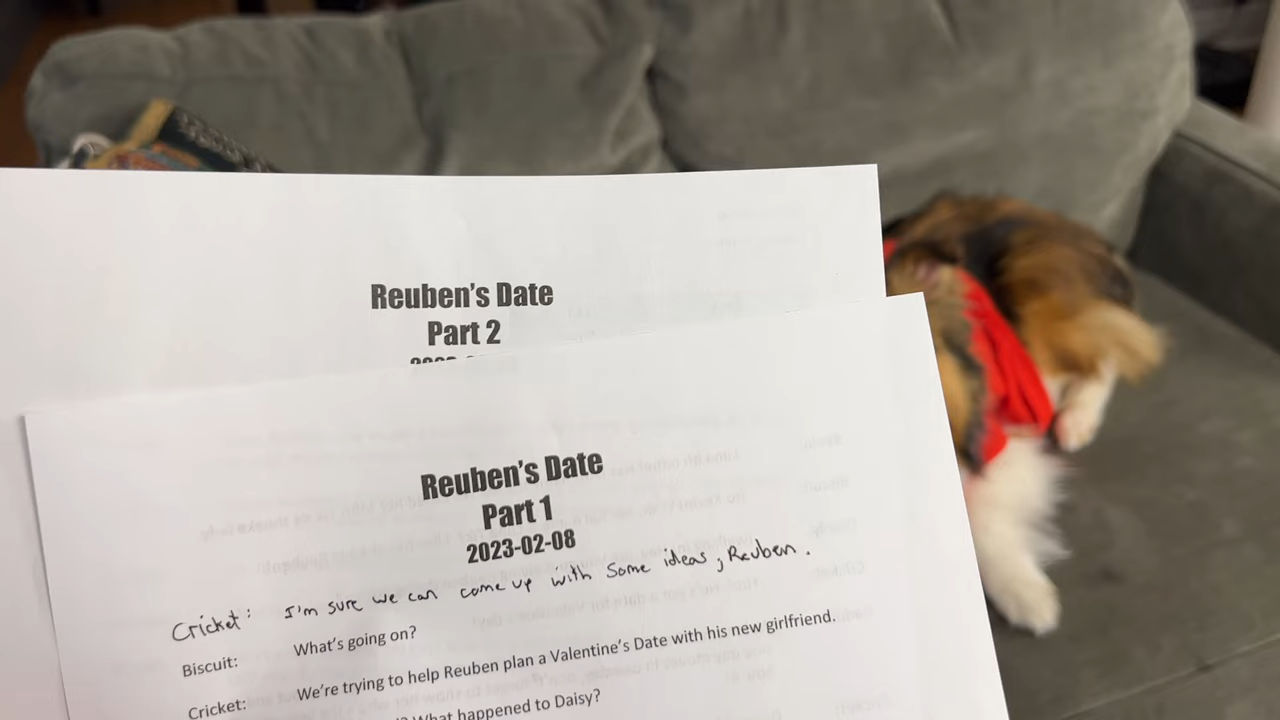 Reuben's Date
Part 2
Reuben's Date
Part 1
2023-02-08
Cricket: I'm sure we can come up with some ideas, Reuben.
Biscuit: What's going on?
Cricket: We're trying to help Reuben plan a Valentine's Date with his new girlfriend.
What happened to Daisy?